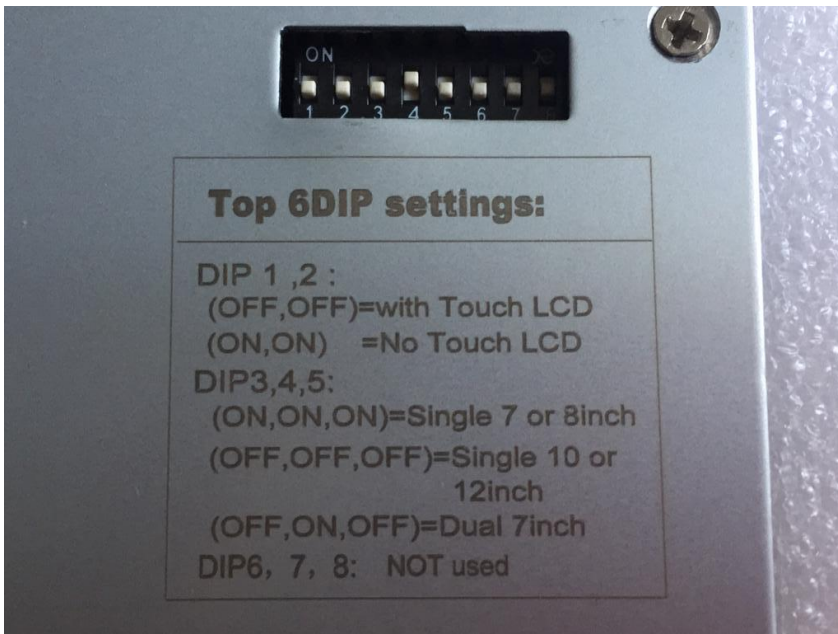 ON
1 2 3 4 5 6 7 8
Top 6DIP settings:
DIP 1 ,2 :
(OFF,OFF)=with Touch LCD
(ON,ON) =No Touch LCD
DIP3,4,5:
(ON,ON,ON)=Single 7 or 8inch
(OFF,OFF,OFF)=Single 10 or
12inch
(OFF,ON,OFF)=Dual 7inch
DIP6, 7, 8: NOT used